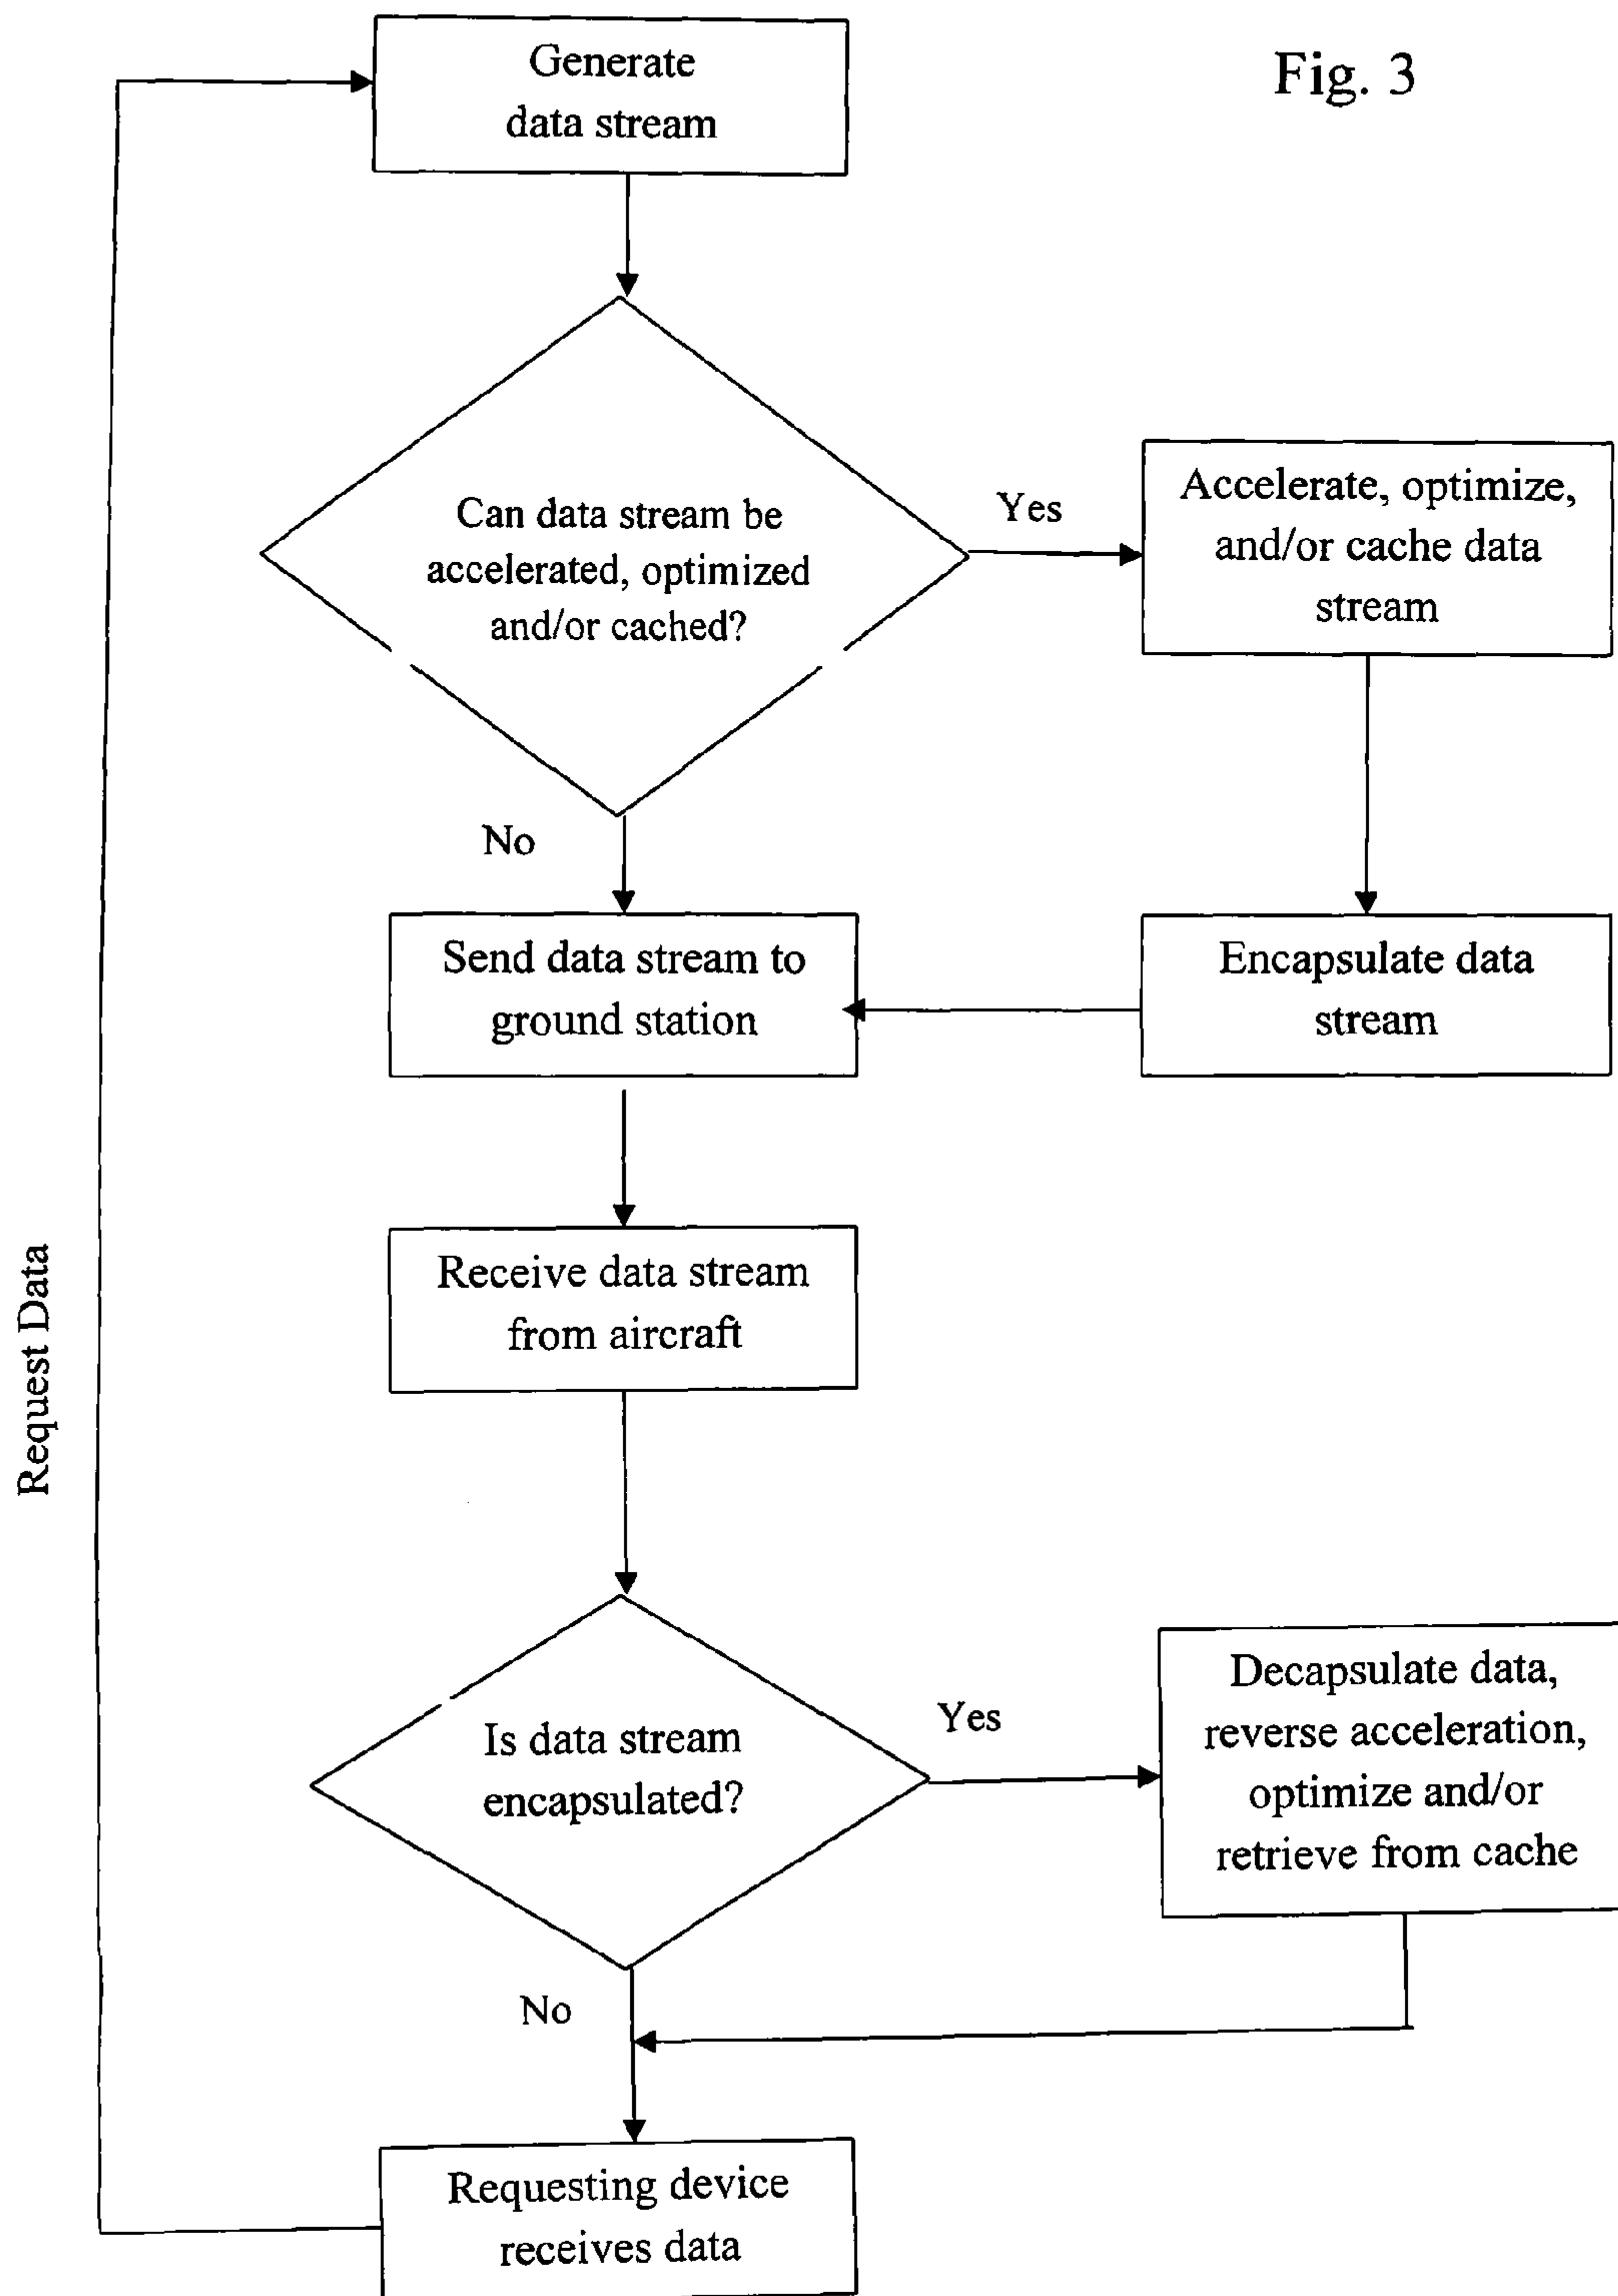 Fig. 3
Generate
data stream
Can data stream be
accelerated, optimized
and/or cached?
Yes
Accelerate, optimize,
and/or cache data
stream
No
Send data stream to
ground station
Encapsulate data
stream
Receive data stream
from aircraft
Request Data
Is data stream
encapsulated?
Yes
Decapsulate data,
reverse acceleration,
optimize and/or
retrieve from cache
No
Requesting device
receives data